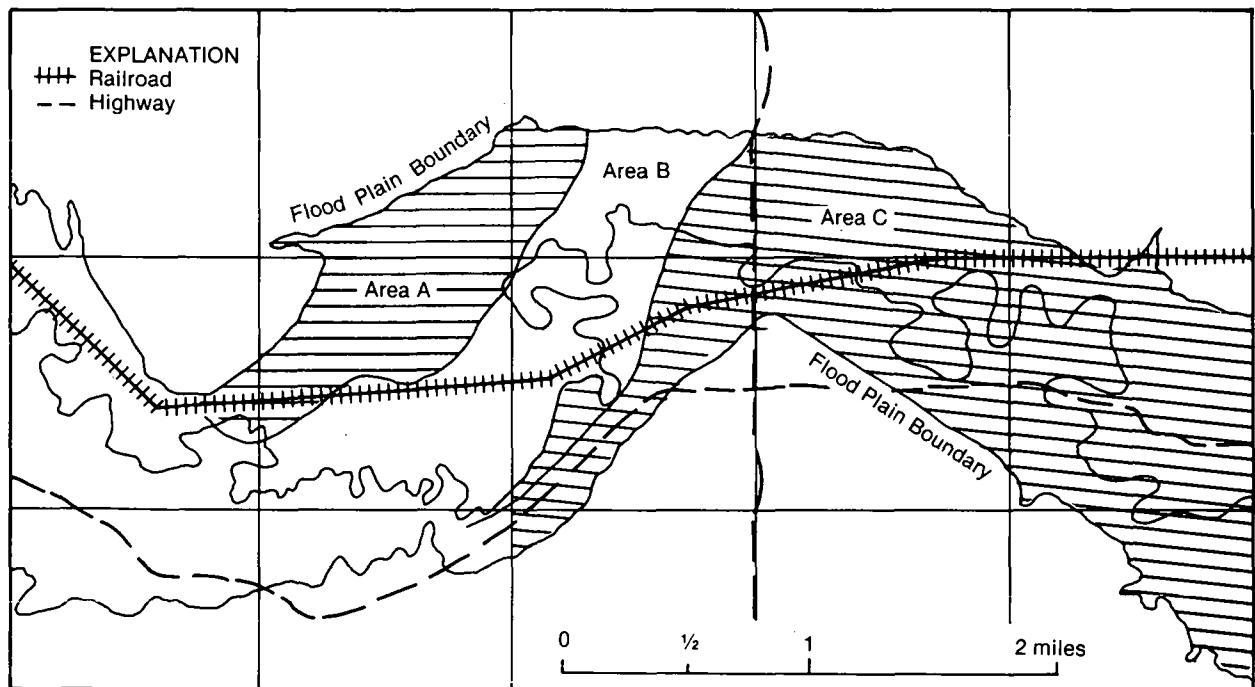 EXPLANATION
Railroad
Highway
Flood Plain Boundary
Area B
Area C
Area A
Flood Plain Boundary
0 ½ 1 2 miles